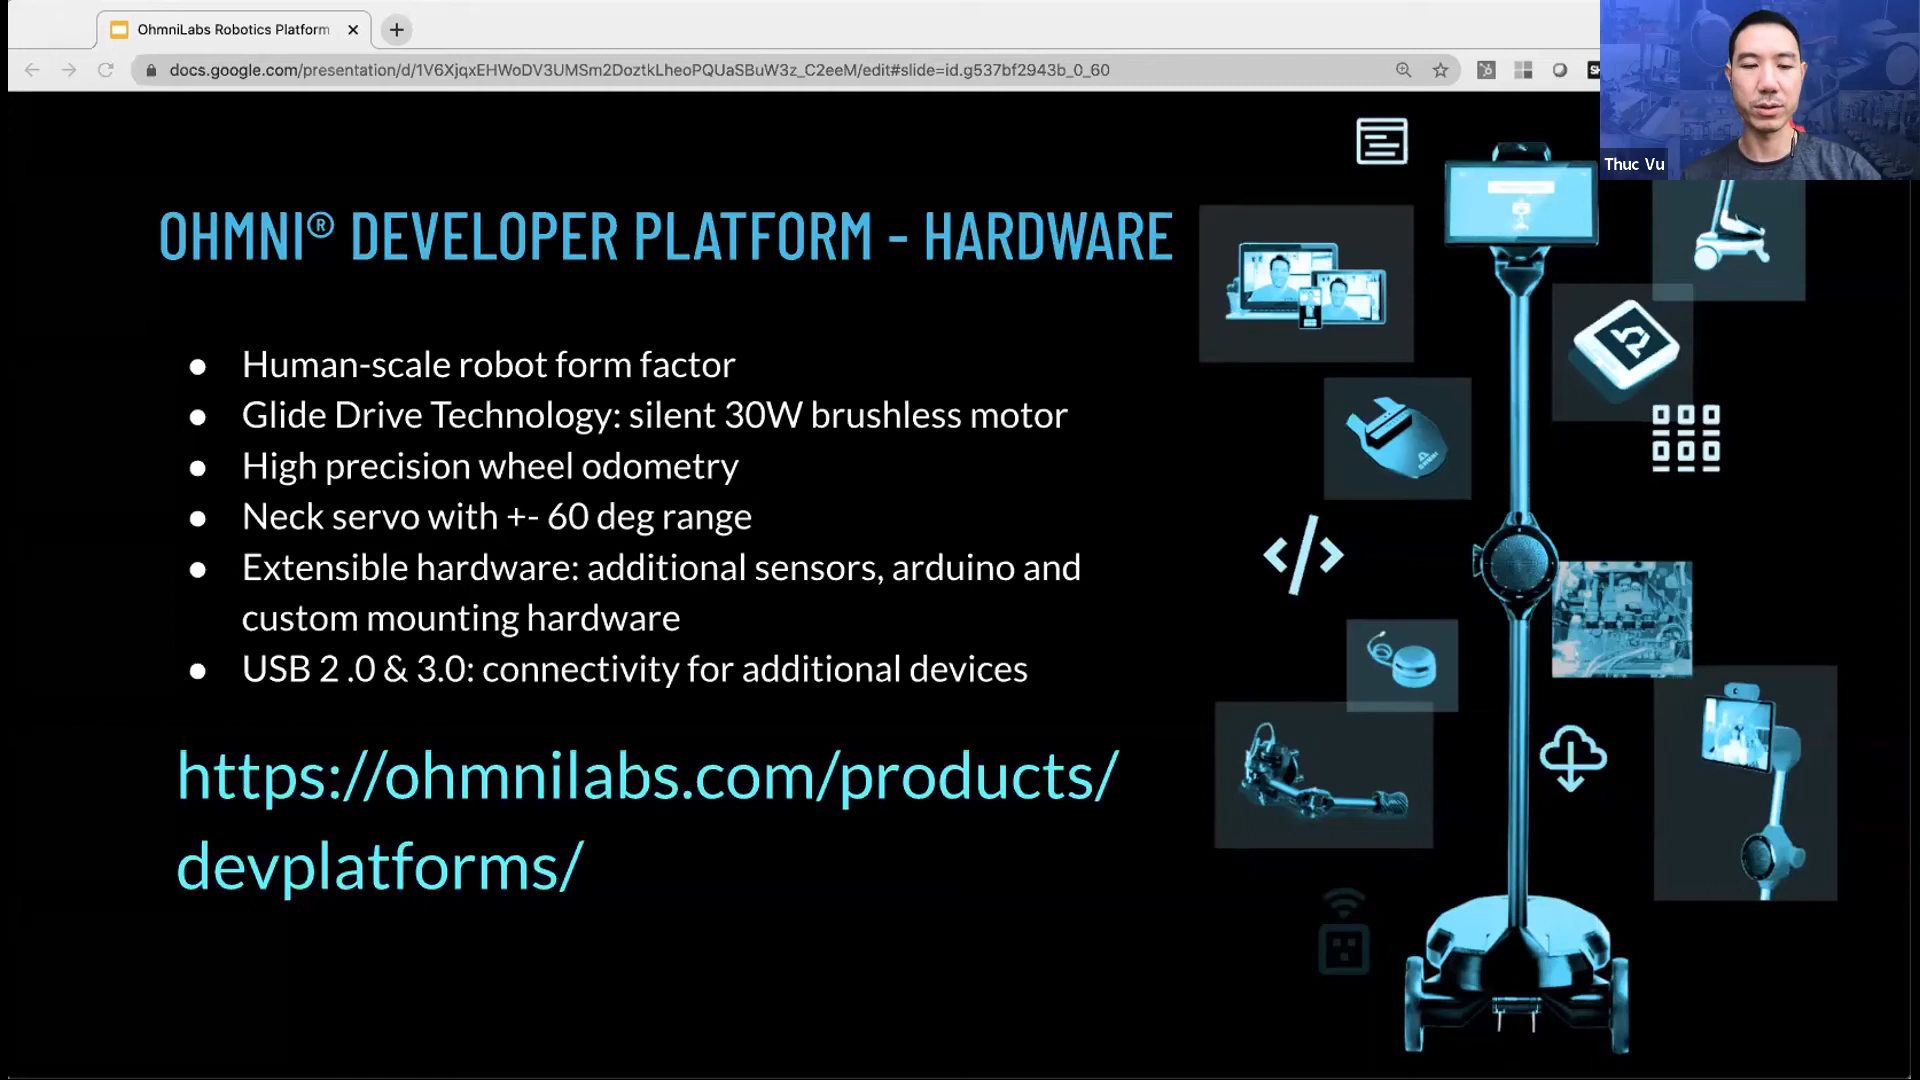 OhmniLabs Robotics Platform
docs.google.com/presentation/d/1V6XjqxEHWoDV3UMSm2DoztkLheoPQUaSBuW3z_C2eeM/edit#slide=id.g537bf2943b_0_60
Thuc Vu
OHMNI® DEVELOPER PLATFORM - HARDWARE
● Human-scale robot form factor
● Glide Drive Technology: silent 30W brushless motor
● High precision wheel odometry
● Neck servo with +- 60 deg range
● Extensible hardware: additional sensors, arduino and
custom mounting hardware
● USB 2 .0 & 3.0: connectivity for additional devices
https://ohmnilabs.com/products/
devplatforms/